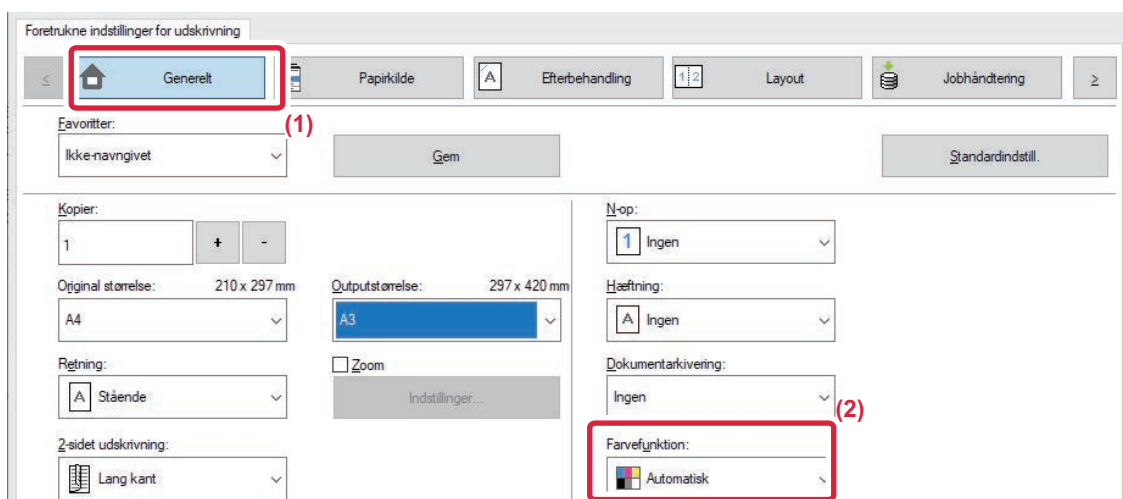 Foretrukne indstillinger for udskrivning
< Generelt Papirkilde Efterbehandling Layout Jobhåndtering >
(1)
Favoritter:
Ikke-navngivet Gem Standardindstill.
Kopier: N-op:
1 + - 1 Ingen
Original størrelse: 210 x 297 mm Outputstørrelse: 297 x 420 mm Hæftning:
A4 A3 A Ingen
Retning: Zoom Dokumentarkivering:
A Stående Indstillinger... Ingen
(2)
2-sidet udskrivning: Farvefunktion:
Lang kant Automatisk